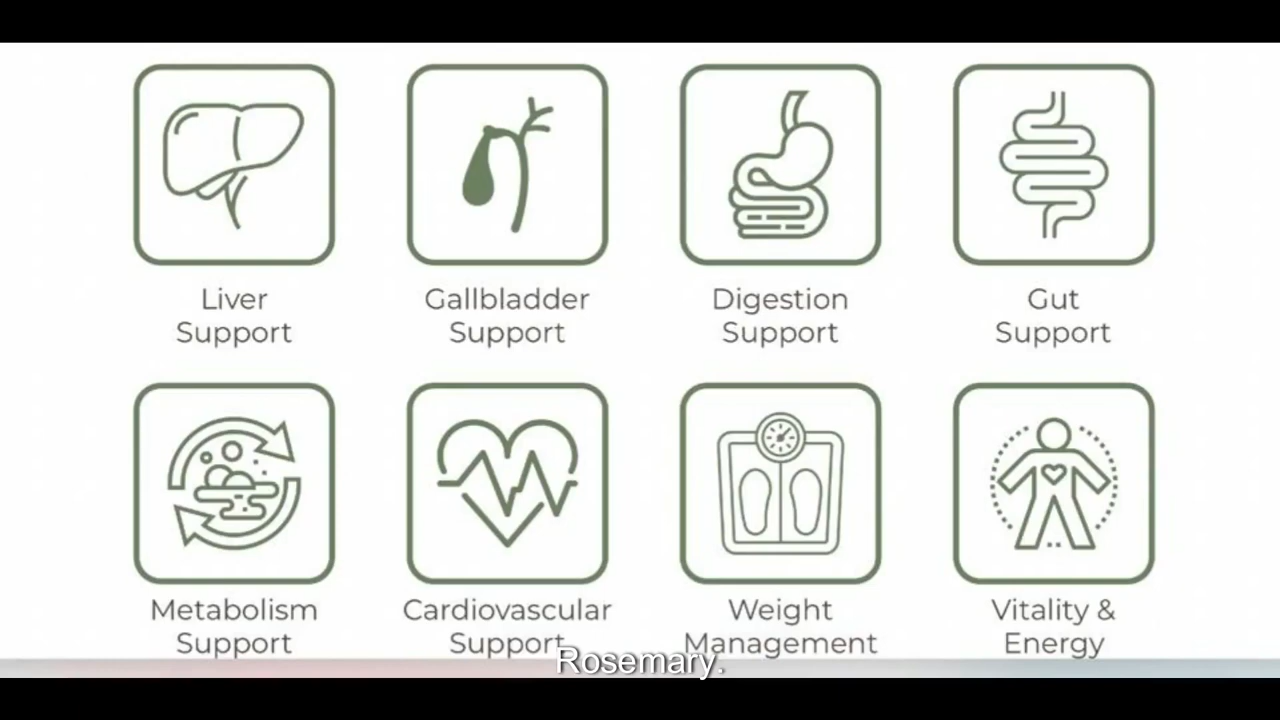 Liver
Support
Gallbladder
Support
Digestion
Support
Gut
Support
Metabolism
Support
Cardiovascular
Support
Weight
Management
Vitality &
Energy
Rosemary.